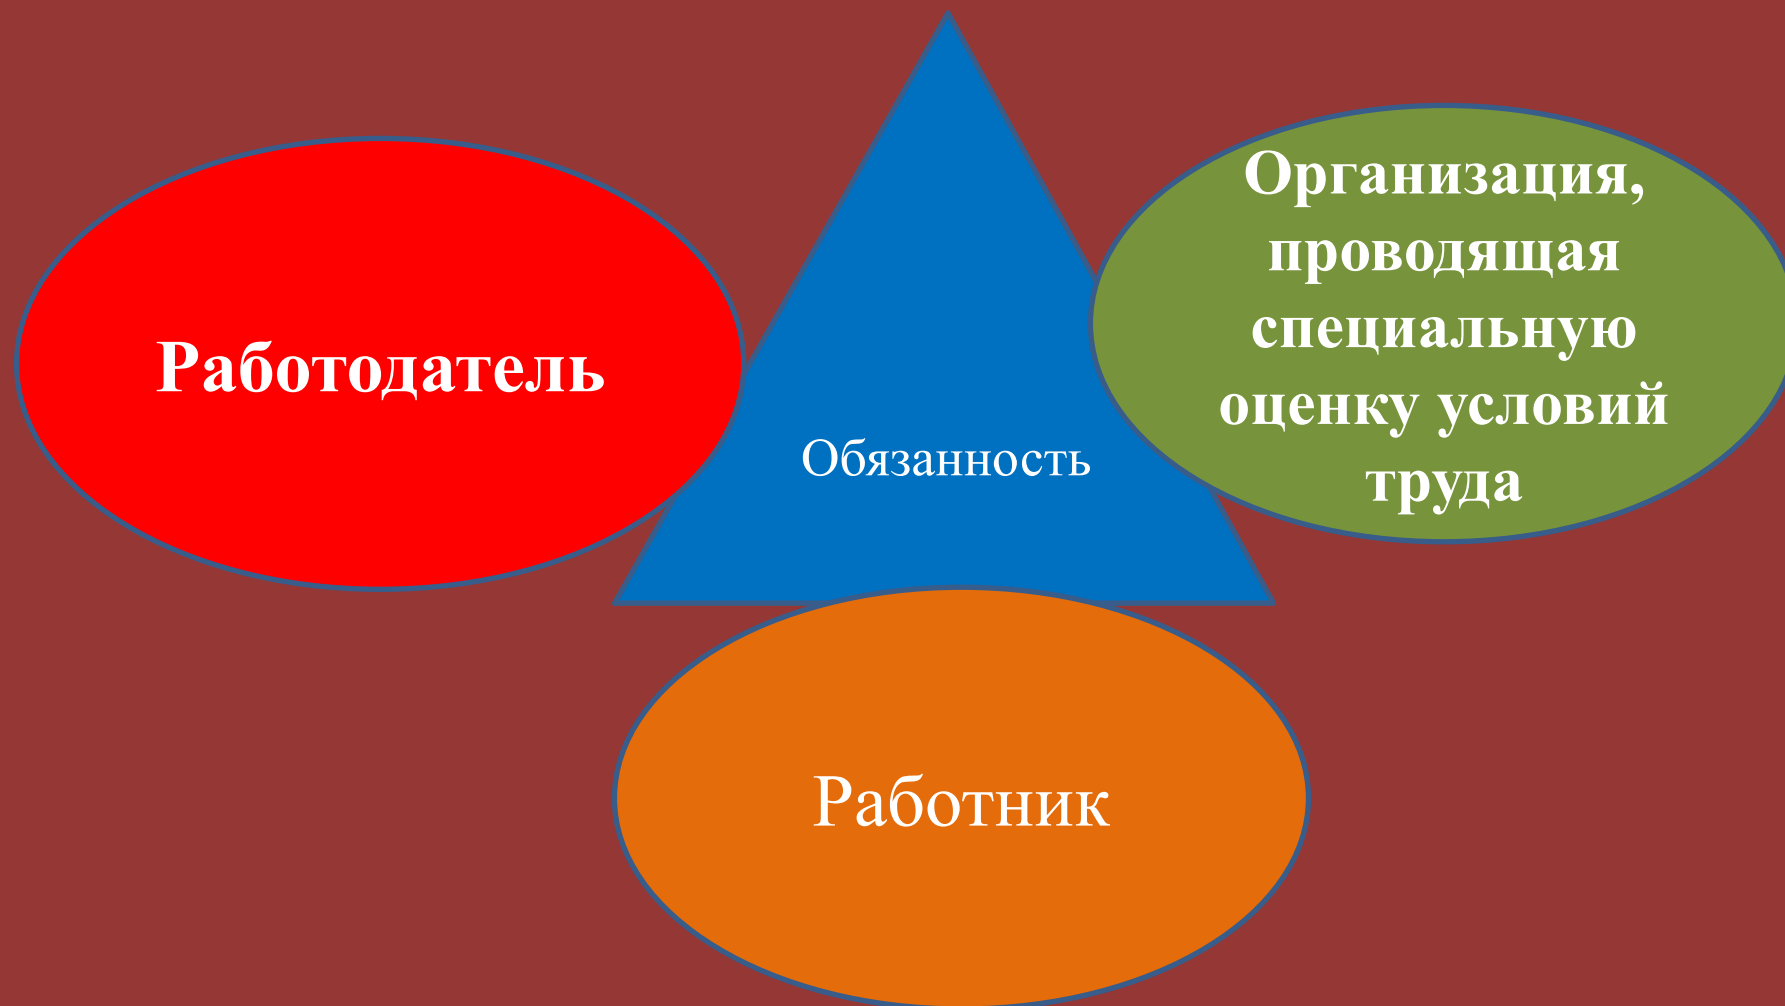 Работодатель
Обязанность
Организация,
проводящая
специальную
оценку условий
труда
Работник